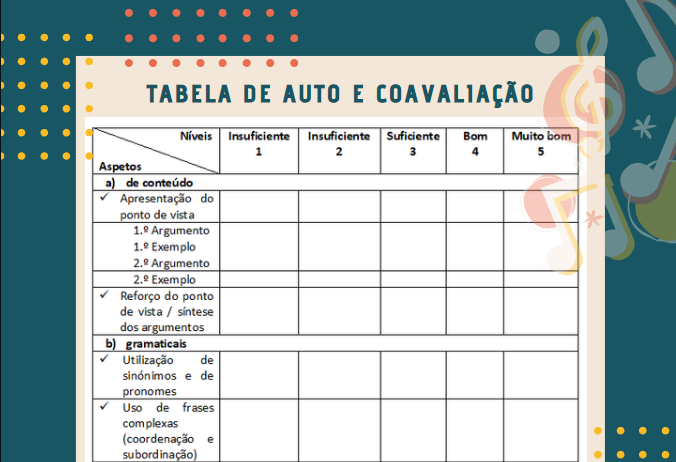 TABELA DE AUTO E COAVALIAÇÃO
Níveis
Aspetos
Insuficiente
1
Insuficiente
2
Suficiente
3
Bom
4
Muito bom
5
a) de conteúdo
✓ Apresentação do
ponto de vista
1.º Argumento
1.º Exemplo
2.º Argumento
2.º Exemplo
✓ Reforço do ponto
de vista / síntese
dos argumentos
b) gramaticais
✓ Utilização de
sinónimos e de
pronomes
✓ Uso de frases
complexas
(coordenação e
subordinação)